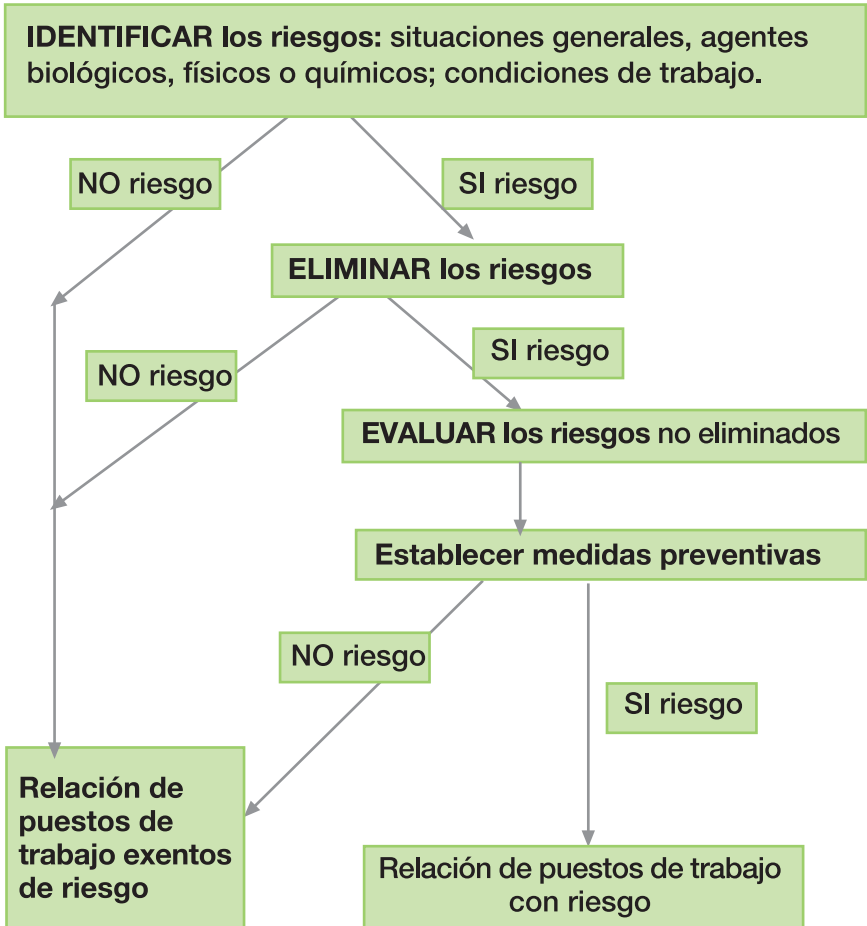 IDENTIFICAR los riesgos: situaciones generales, agentes
biológicos, físicos o químicos; condiciones de trabajo.
NO riesgo
SI riesgo
ELIMINAR los riesgos
NO riesgo
SI riesgo
EVALUAR los riesgos no eliminados
Establecer medidas preventivas
NO riesgo
SI riesgo
Relación de
puestos de
trabajo exentos
de riesgo
Relación de puestos de trabajo
con riesgo